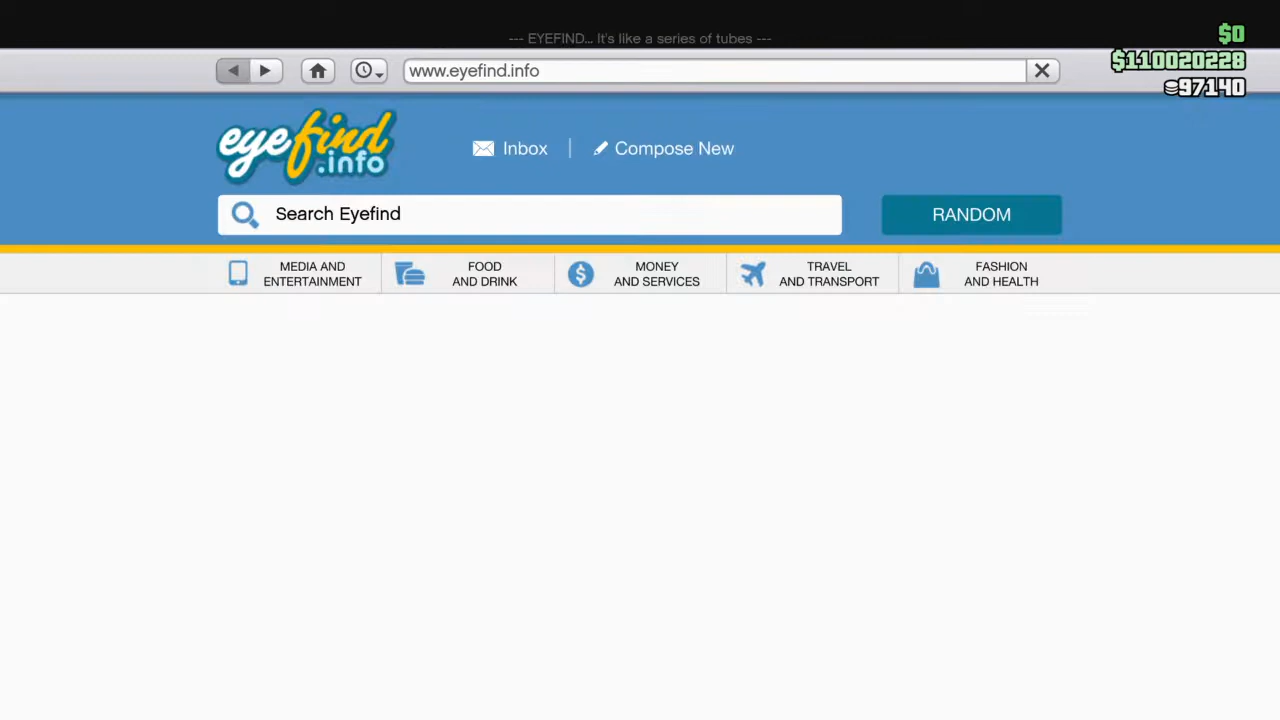 --- EYEFIND... It's like a series of tubes ---
$0
$110020228
97140
www.eyefind.info
eyefind
.info
Inbox
Compose New
Search Eyefind
RANDOM
MEDIA AND
ENTERTAINMENT
FOOD
AND DRINK
MONEY
AND SERVICES
TRAVEL
AND TRANSPORT
FASHION
AND HEALTH